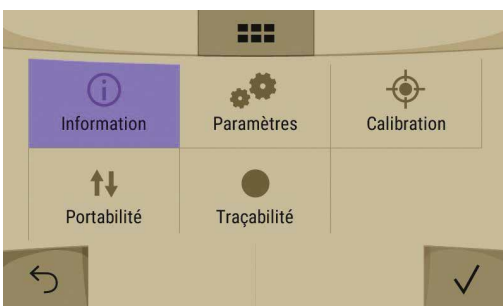 Information
Paramètres
Calibration
Portabilité
Traçabilité